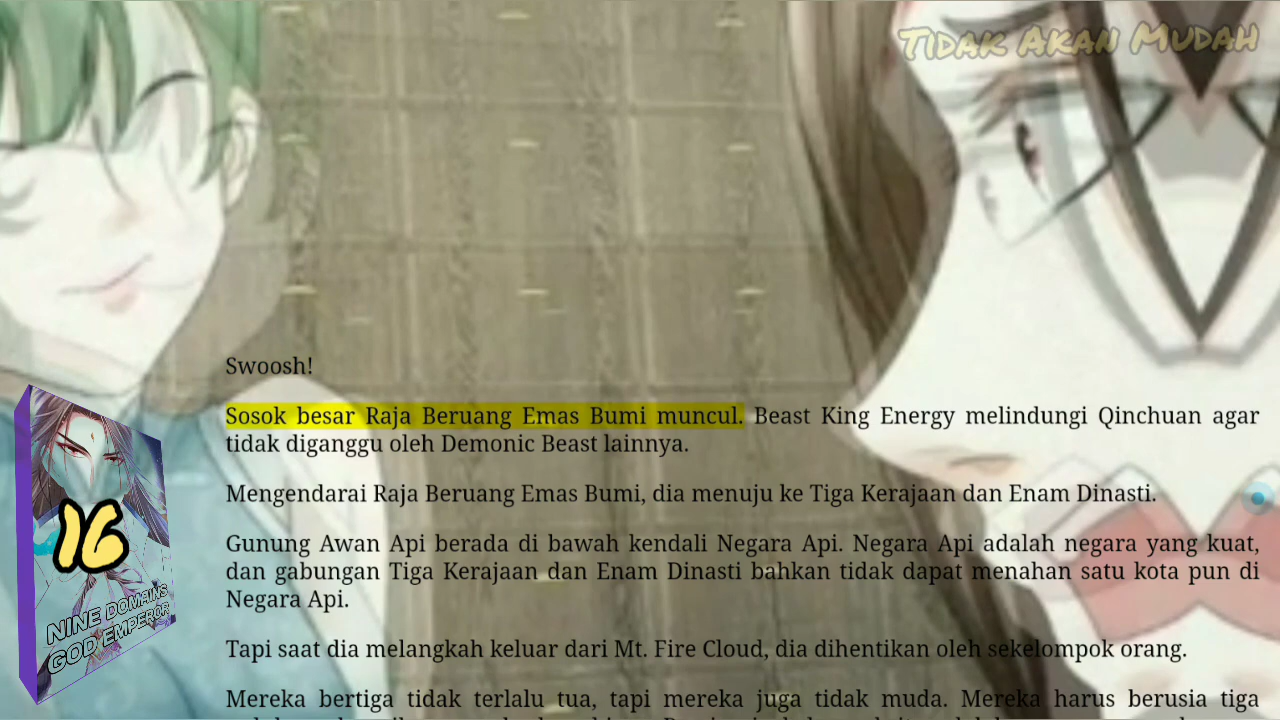 Tidak Akan Mudah
Swoosh!
Sosok besar Raja Beruang Emas Bumi muncul. Beast King Energy melindungi Qinchuan agar
tidak diganggu oleh Demonic Beast lainnya.
Mengendarai Raja Beruang Emas Bumi, dia menuju ke Tiga Kerajaan dan Enam Dinasti.
Gunung Awan Api berada di bawah kendali Negara Api. Negara Api adalah negara yang kuat,
dan gabungan Tiga Kerajaan dan Enam Dinasti bahkan tidak dapat menahan satu kota pun di
Negara Api.
Tapi saat dia melangkah keluar dari Mt. Fire Cloud, dia dihentikan oleh sekelompok orang.
Mereka bertiga tidak terlalu tua, tapi mereka juga tidak muda. Mereka harus berusia tiga
16
NINE DOMAINS
GOD EMPEROR